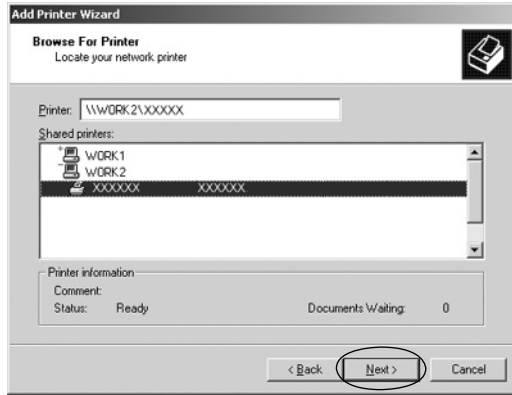 Add Printer Wizard
Browse For Printer
Locate your network printer
Printer: \\WORK2\XXXXX
Shared printers:
WORK1
WORK2
XXXXXX XXXXXX
Printer information
Comment:
Status: Ready Documents Waiting: 0
< Back Next > Cancel